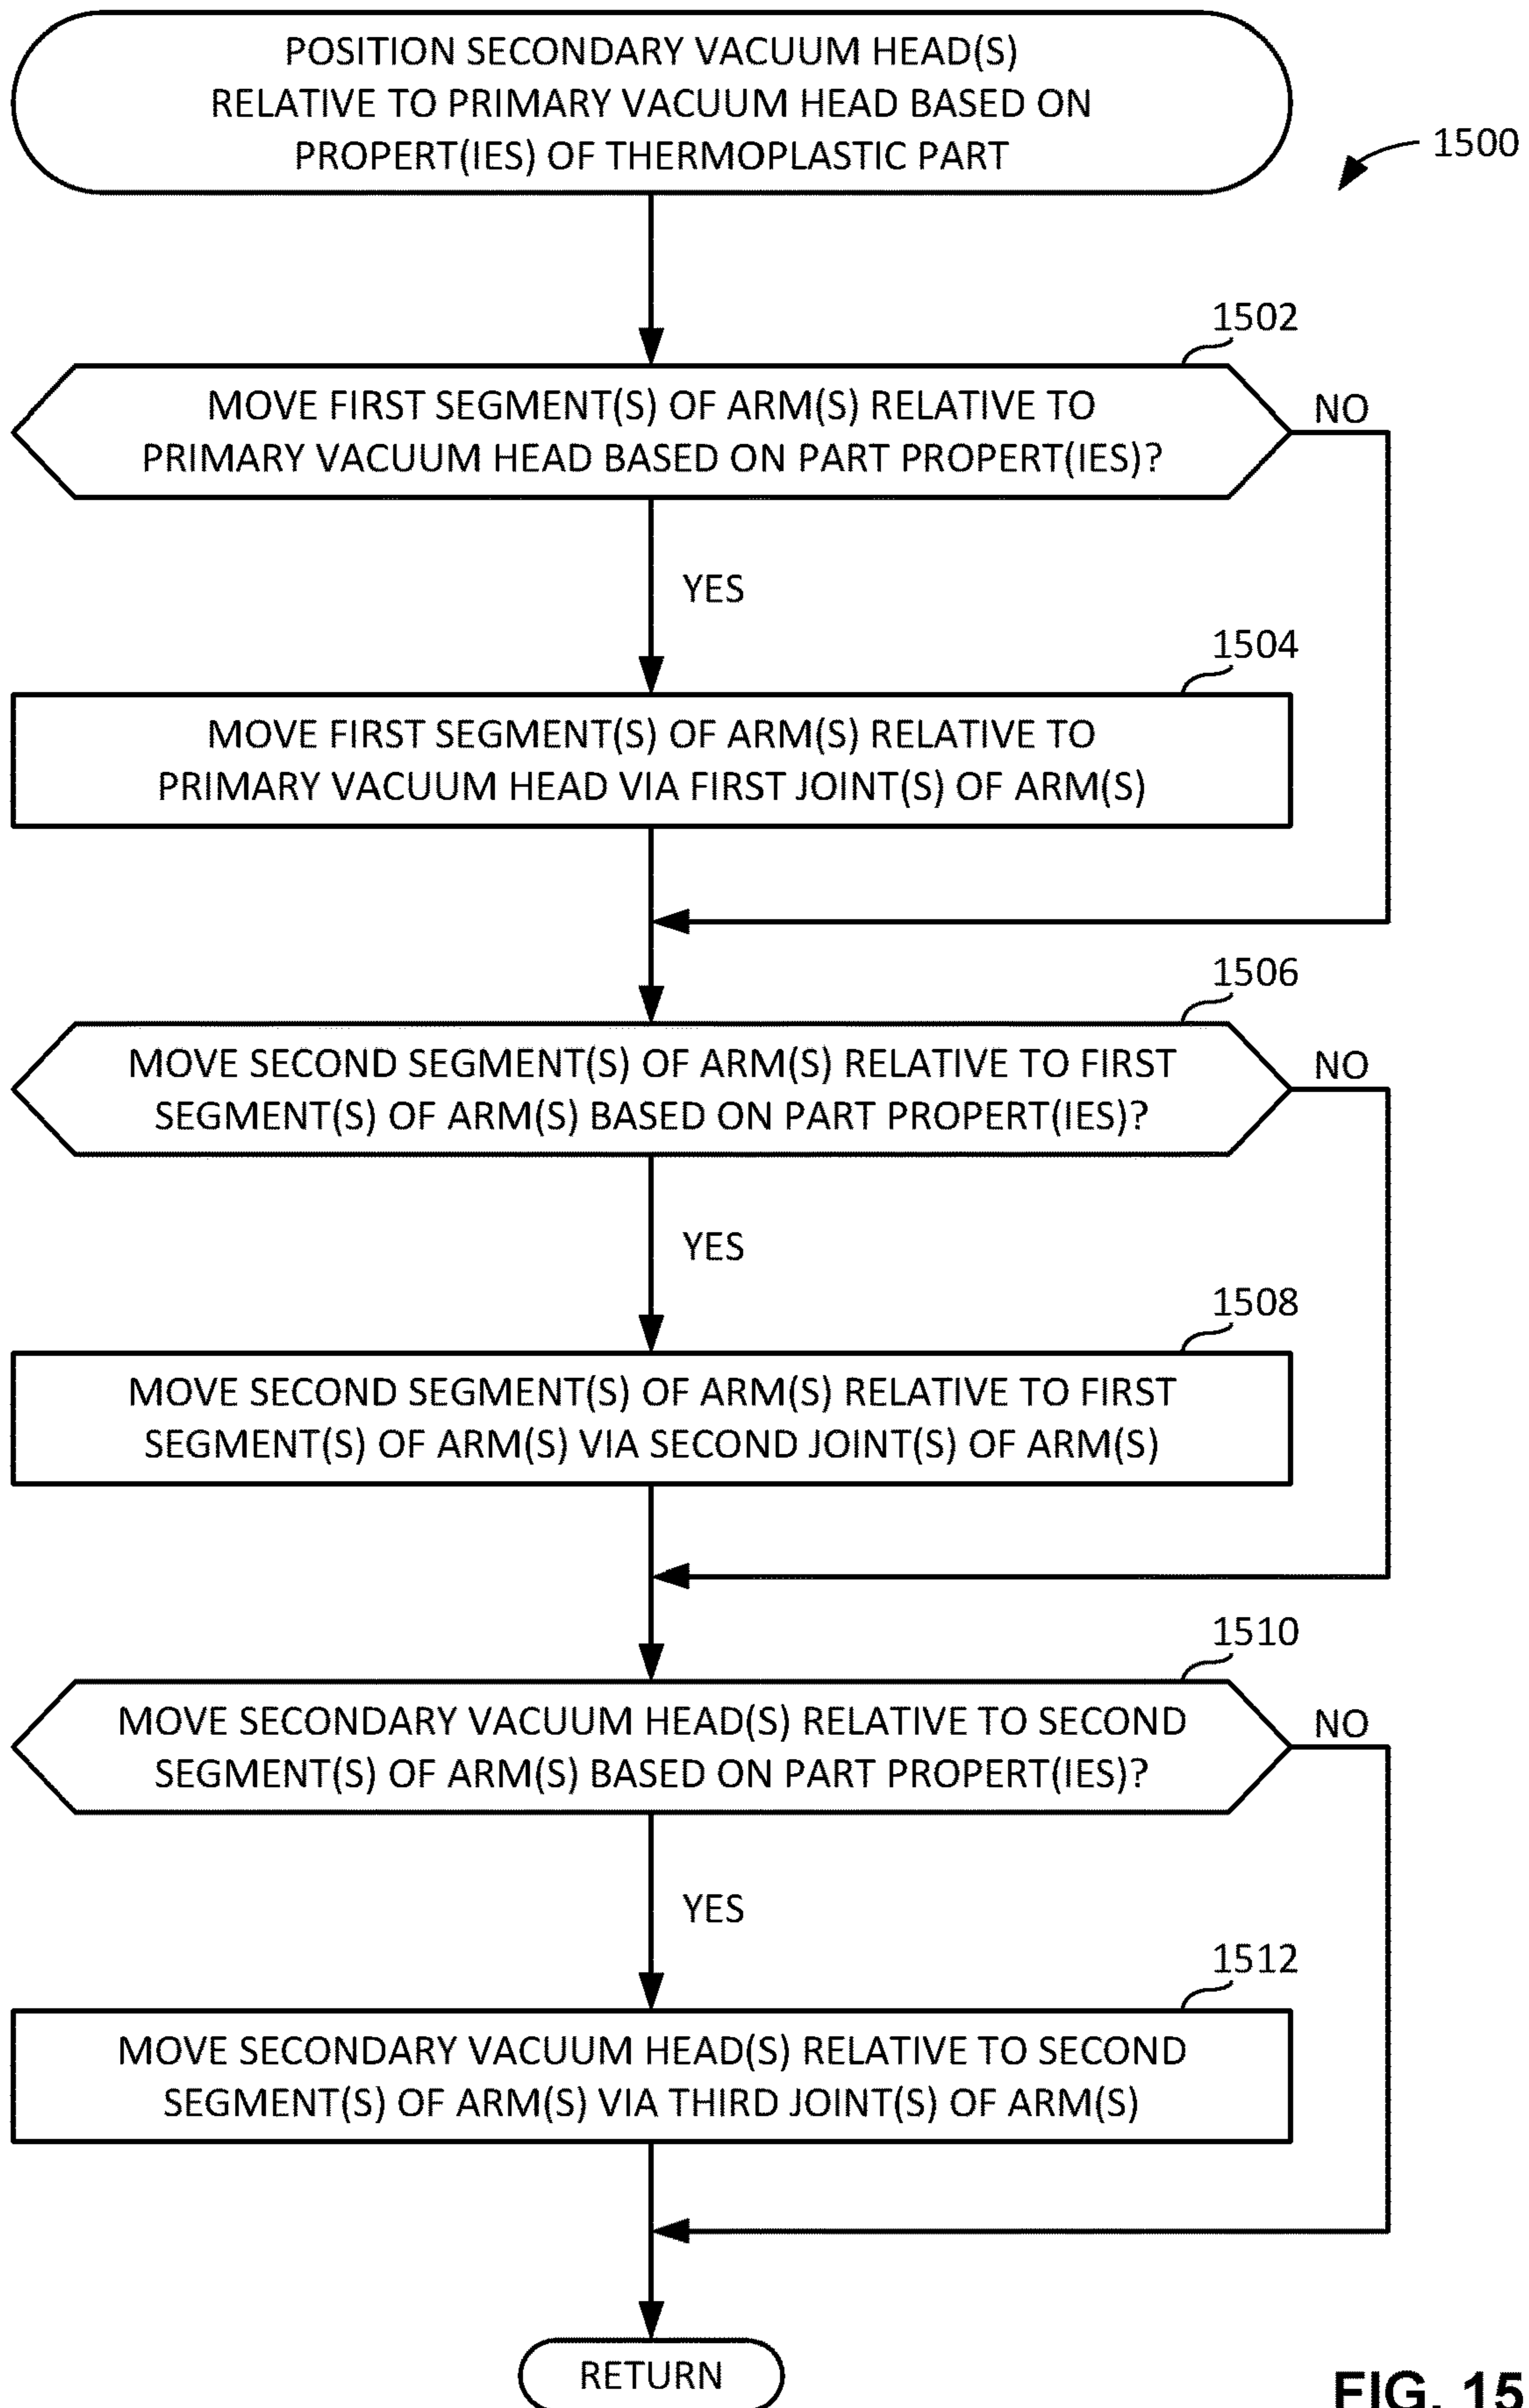 POSITION SECONDARY VACUUM HEAD(S)
RELATIVE TO PRIMARY VACUUM HEAD BASED ON
PROPERT(IES) OF THERMOPLASTIC PART
1500
1502
MOVE FIRST SEGMENT(S) OF ARM(S) RELATIVE TO
PRIMARY VACUUM HEAD BASED ON PART PROPERT(IES)?
NO
YES
1504
MOVE FIRST SEGMENT(S) OF ARM(S) RELATIVE TO
PRIMARY VACUUM HEAD VIA FIRST JOINT(S) OF ARM(S)
1506
MOVE SECOND SEGMENT(S) OF ARM(S) RELATIVE TO FIRST
SEGMENT(S) OF ARM(S) BASED ON PART PROPERT(IES)?
NO
YES
1508
MOVE SECOND SEGMENT(S) OF ARM(S) RELATIVE TO FIRST
SEGMENT(S) OF ARM(S) VIA SECOND JOINT(S) OF ARM(S)
1510
MOVE SECONDARY VACUUM HEAD(S) RELATIVE TO SECOND
SEGMENT(S) OF ARM(S) BASED ON PART PROPERT(IES)?
NO
YES
1512
MOVE SECONDARY VACUUM HEAD(S) RELATIVE TO SECOND
SEGMENT(S) OF ARM(S) VIA THIRD JOINT(S) OF ARM(S)
RETURN
FIG. 15